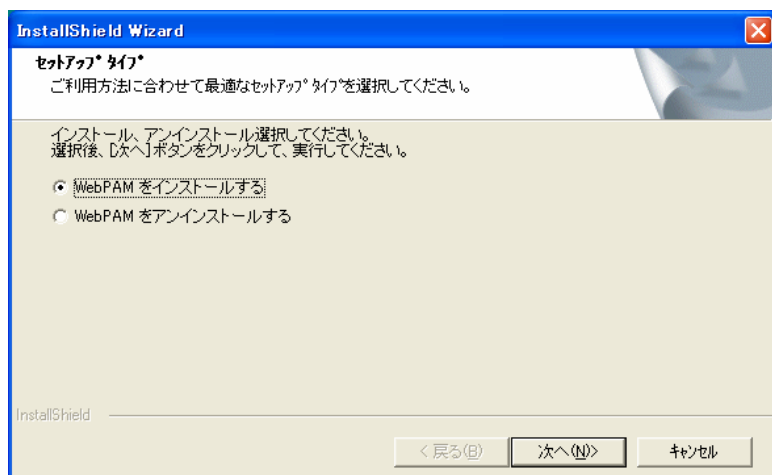 InstallShield Wizard
ｾｯﾄｱｯﾌﾟ ﾀｲﾌﾟ
ご利用方法に合わせて最適なｾｯﾄｱｯﾌﾟ ﾀｲﾌﾟを選択してください。
インストール、アンインストール選択してください。
選択後、[次へ]ボタンをクリックして、実行してください。
WebPAM をインストールする
WebPAM をアンインストールする
InstallShield
< 戻る(B)
次へ(N)>
ｷｬﾝｾﾙ